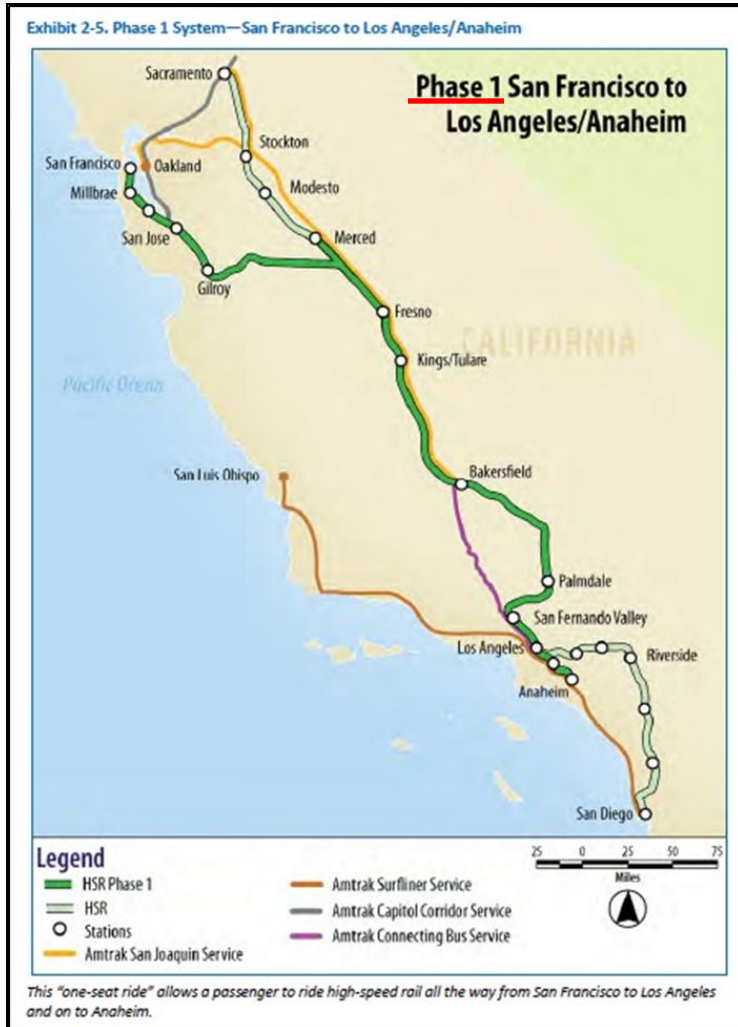 Exhibit 2-5. Phase 1 System—San Francisco to Los Angeles/Anaheim
Phase 1 San Francisco to
Los Angeles/Anaheim
Sacramento
Stockton
San Francisco
Oakland
Modesto
Millbrae
San Jose
Merced
Gilroy
Fresno
CALIFORNIA
Kings/Tulare
Pacific Ocean
San Luis Obispo
Bakersfield
Palmdale
San Fernando Valley
Los Angeles
Riverside
Anaheim
San Diego
Legend
HSR Phase 1
HSR
Stations
Amtrak San Joaquin Service
Amtrak Surfliner Service
Amtrak Capitol Corridor Service
Amtrak Connecting Bus Service
25 0 25 50 75
Miles
This "one-seat ride" allows a passenger to ride high-speed rail all the way from San Francisco to Los Angeles
and on to Anaheim.